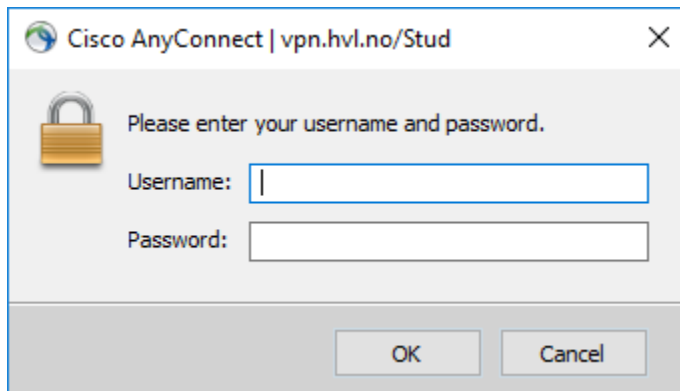 Cisco AnyConnect | vpn.hvl.no/Stud
Please enter your username and password.
Username:
Password:
OK Cancel